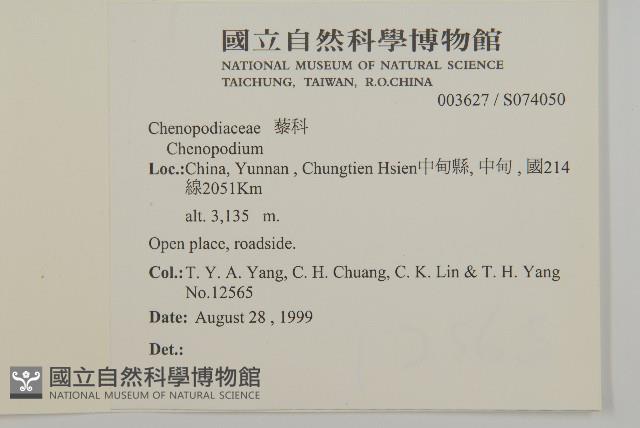 國立自然科學博物館
NATIONAL MUSEUM OF NATURAL SCIENCE
TAICHUNG, TAIWAN, R.O.CHINA
003627 / S074050
Chenopodiaceae 藜科
Chenopodium
Loc.:China, Yunnan , Chungtien Hsien中甸縣, 中甸 , 國214
線2051Km
alt. 3,135 m.
Open place, roadside.
Col.:T. Y. A. Yang, C. H. Chuang, C. K. Lin & T. H. Yang
No.12565
Date: August 28 , 1999
Det.:
國立自然科學博物館
NATIONAL MUSEUM OF NATURAL SCIENCE